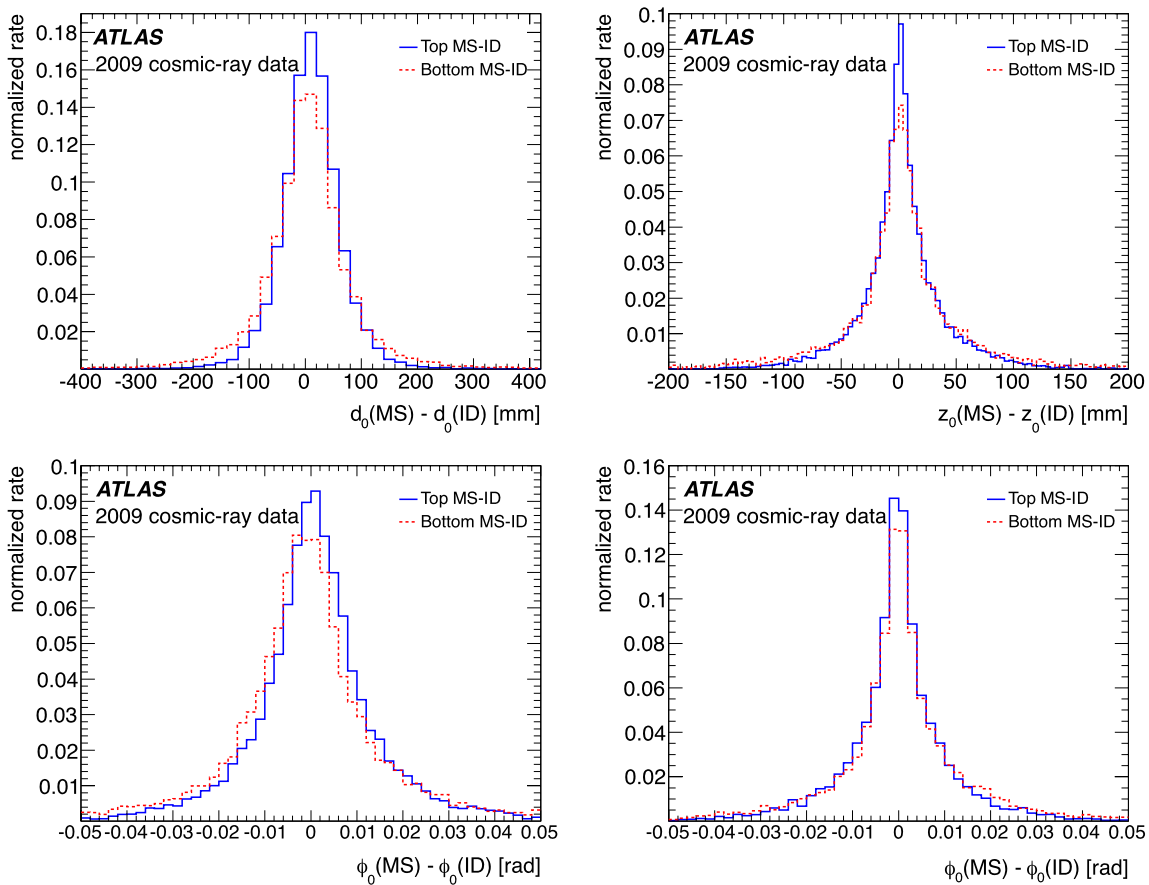 normalized rate
ATLAS
2009 cosmic-ray data
Top MS-ID
Bottom MS-ID
0.18
0.16
0.14
0.12
0.1
0.08
0.06
0.04
0.02
-400 -300 -200 -100 0 100 200 300 400
d0(MS) - d0(ID) [mm]
normalized rate
ATLAS
2009 cosmic-ray data
Top MS-ID
Bottom MS-ID
0.1
0.09
0.08
0.07
0.06
0.05
0.04
0.03
0.02
0.01
-200 -150 -100 -50 0 50 100 150 200
z0(MS) - z0(ID) [mm]
normalized rate
ATLAS
2009 cosmic-ray data
Top MS-ID
Bottom MS-ID
0.1
0.09
0.08
0.07
0.06
0.05
0.04
0.03
0.02
0.01
-0.05 -0.04 -0.03 -0.02 -0.01 0 0.01 0.02 0.03 0.04 0.05
ϕ0(MS) - ϕ0(ID) [rad]
normalized rate
ATLAS
2009 cosmic-ray data
Top MS-ID
Bottom MS-ID
0.16
0.14
0.12
0.1
0.08
0.06
0.04
0.02
-0.05 -0.04 -0.03 -0.02 -0.01 0 0.01 0.02 0.03 0.04 0.05
ϕ0(MS) - ϕ0(ID) [rad]